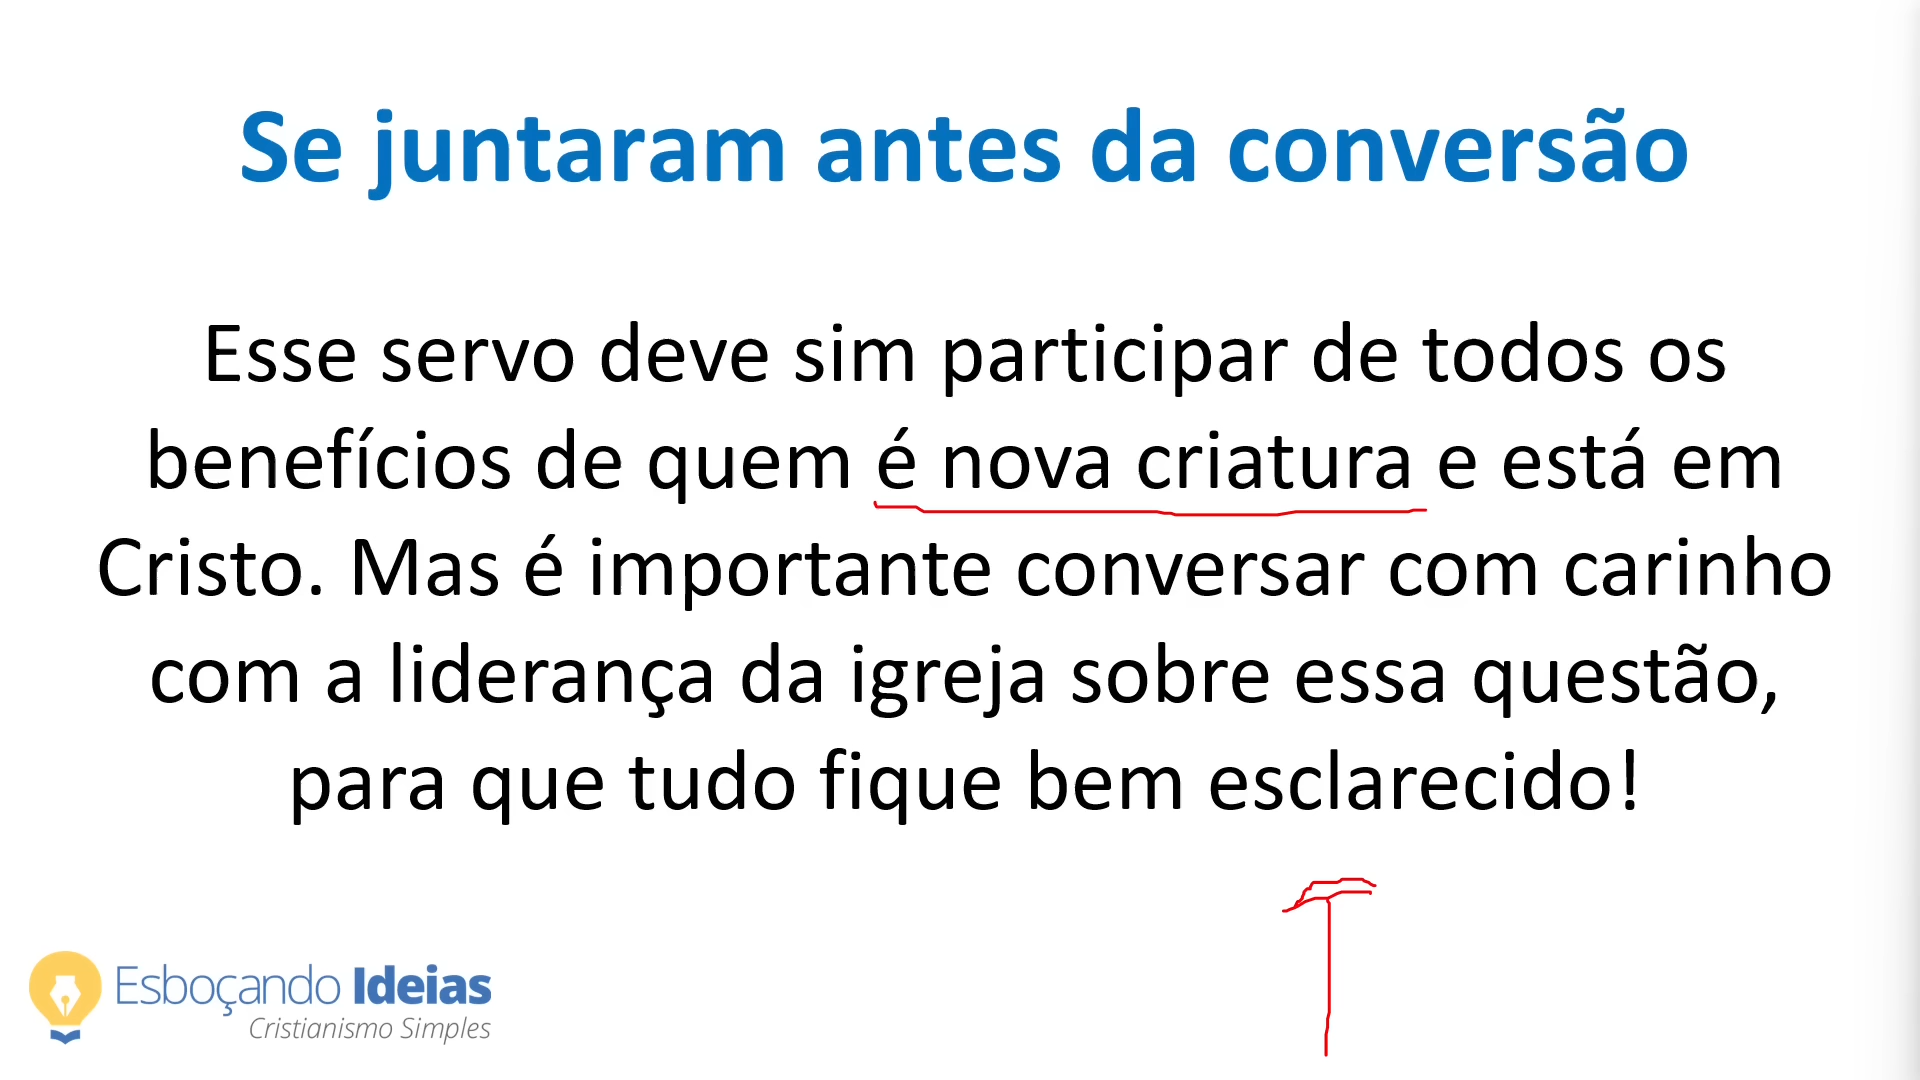 Se juntaram antes da conversão
Esse servo deve sim participar de todos os
benefícios de quem é nova criatura e está em
Cristo. Mas é importante conversar com carinho
com a liderança da igreja sobre essa questão,
para que tudo fique bem esclarecido!
Esboçando Ideias
Cristianismo Simples